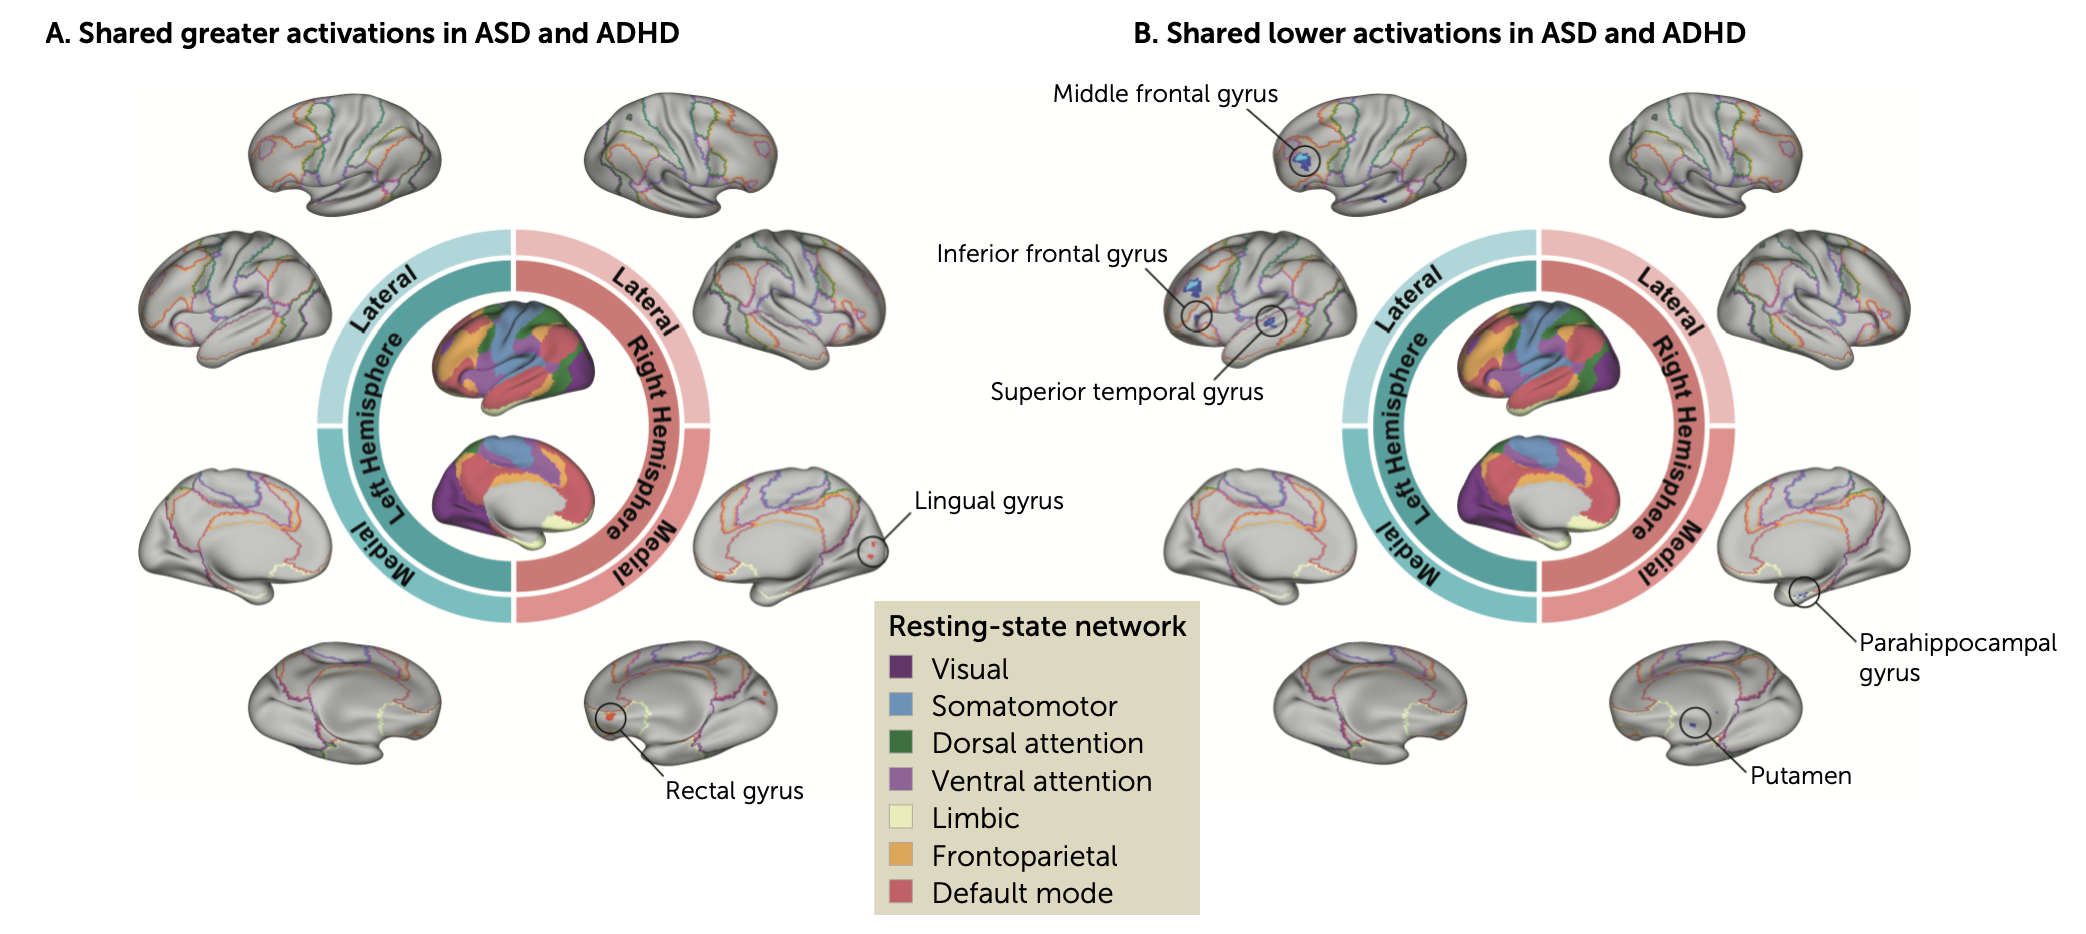 A. Shared greater activations in ASD and ADHD
Lateral
Lateral
Left Hemisphere
Right Hemisphere
Medial
Medial
Lingual gyrus
Rectal gyrus
B. Shared lower activations in ASD and ADHD
Middle frontal gyrus
Inferior frontal gyrus
Superior temporal gyrus
Lateral
Lateral
Left Hemisphere
Right Hemisphere
Medial
Medial
Parahippocampal
gyrus
Putamen
Resting-state network
Visual
Somatomotor
Dorsal attention
Ventral attention
Limbic
Frontoparietal
Default mode